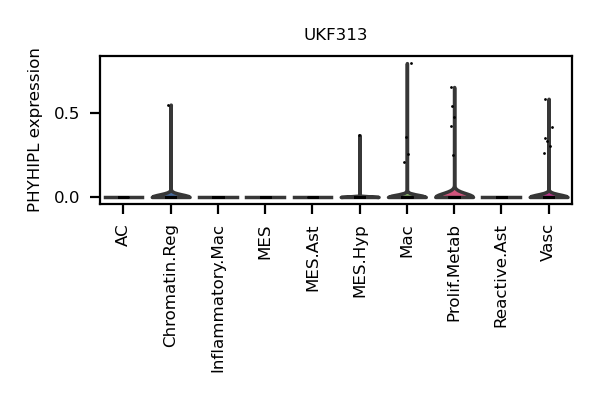 UKF313
PHYHIPL expression
0.5
0.0
AC
Chromatin.Reg
Inflammatory.Mac
MES
MES.Ast
MES.Hyp
Mac
Prolif.Metab
Reactive.Ast
Vasc